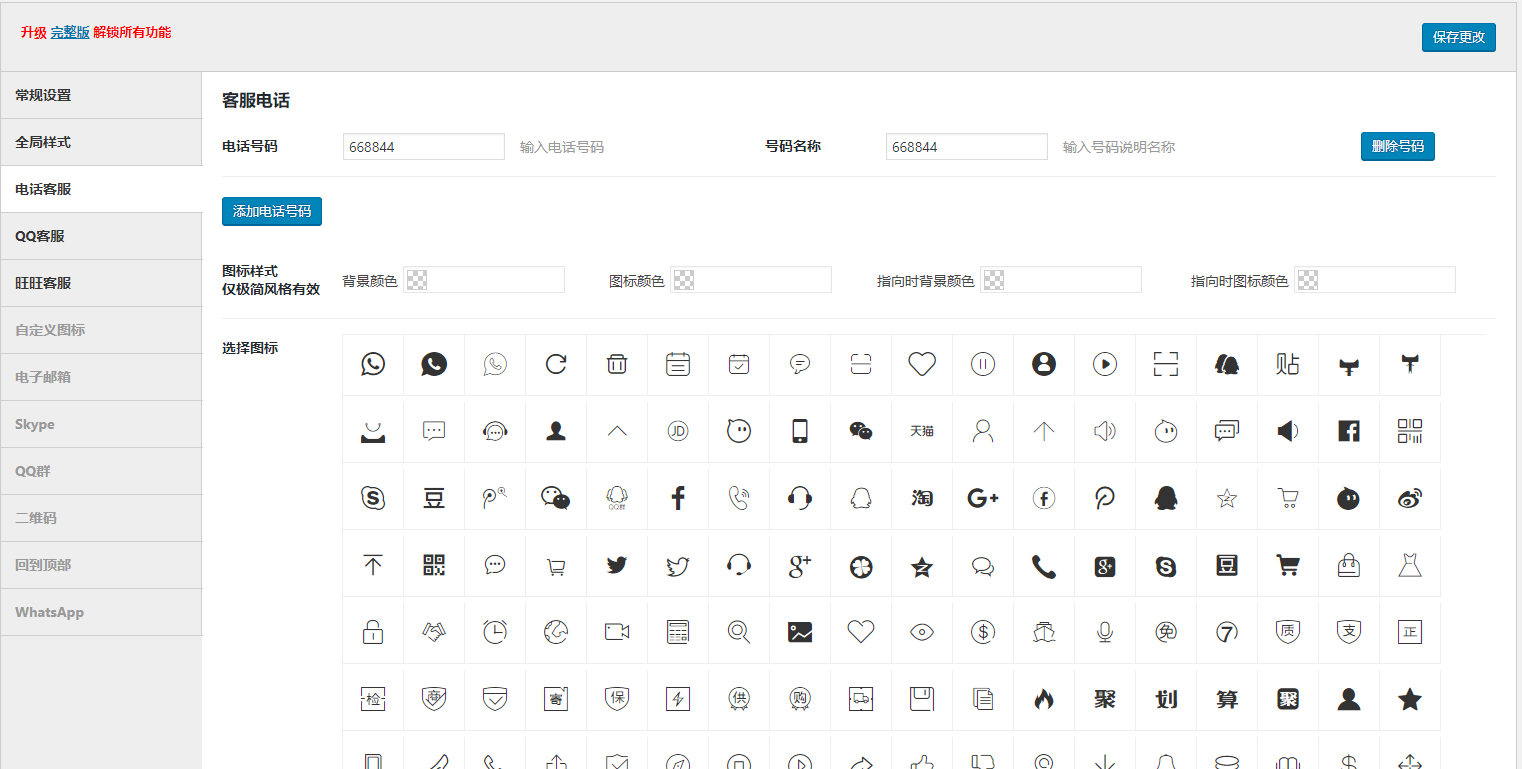 升级 完整版 解锁所有功能
保存更改
常规设置
全局样式
电话客服
QQ客服
旺旺客服
自定义图标
电子邮箱
Skype
QQ群
二维码
回到顶部
WhatsApp
客服电话
电话号码 668844 输入电话号码 号码名称 668844 输入号码说明名称 删除号码
添加电话号码
图标样式
仅极简风格有效
背景颜色 图标颜色 指向时背景颜色 指向时图标颜色
选择图标
贴
JD 天猫
豆 QQ群 淘 G+
g+ g+ 豆
免 7 质 支 正
检 商 寄 保 供 购 聚 划 算 聚